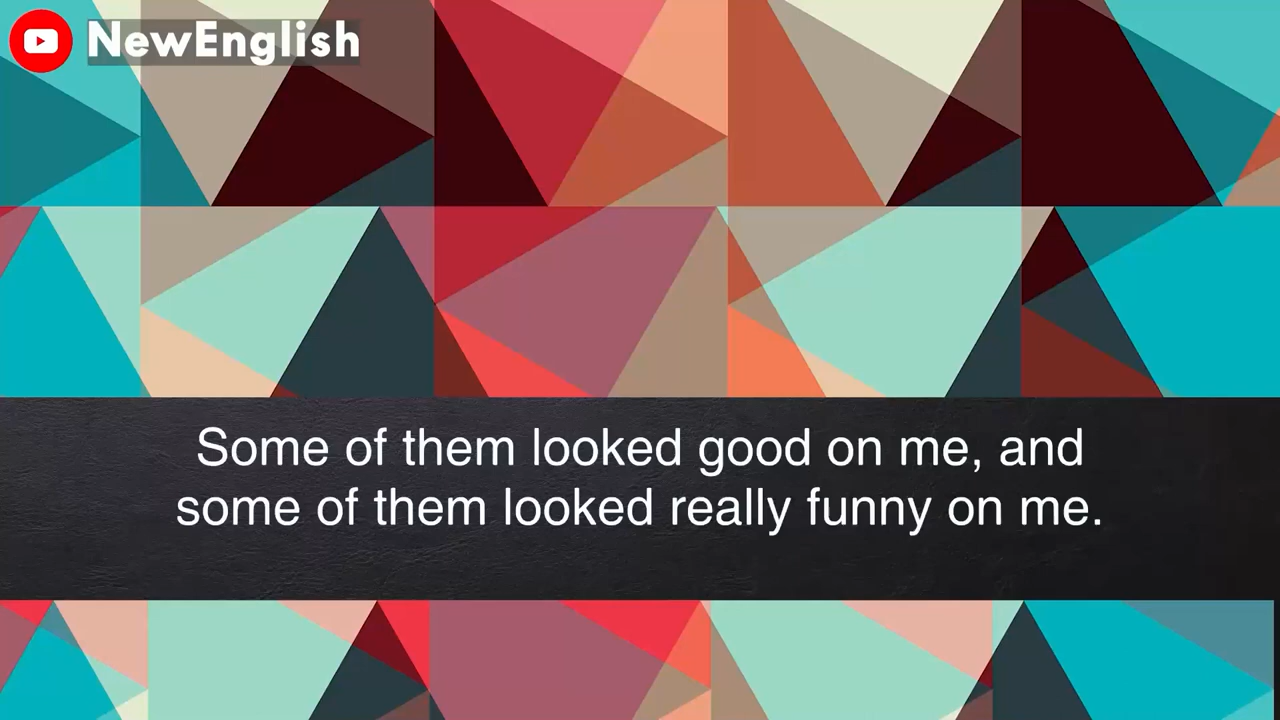 NewEnglish
Some of them looked good on me, and
some of them looked really funny on me.